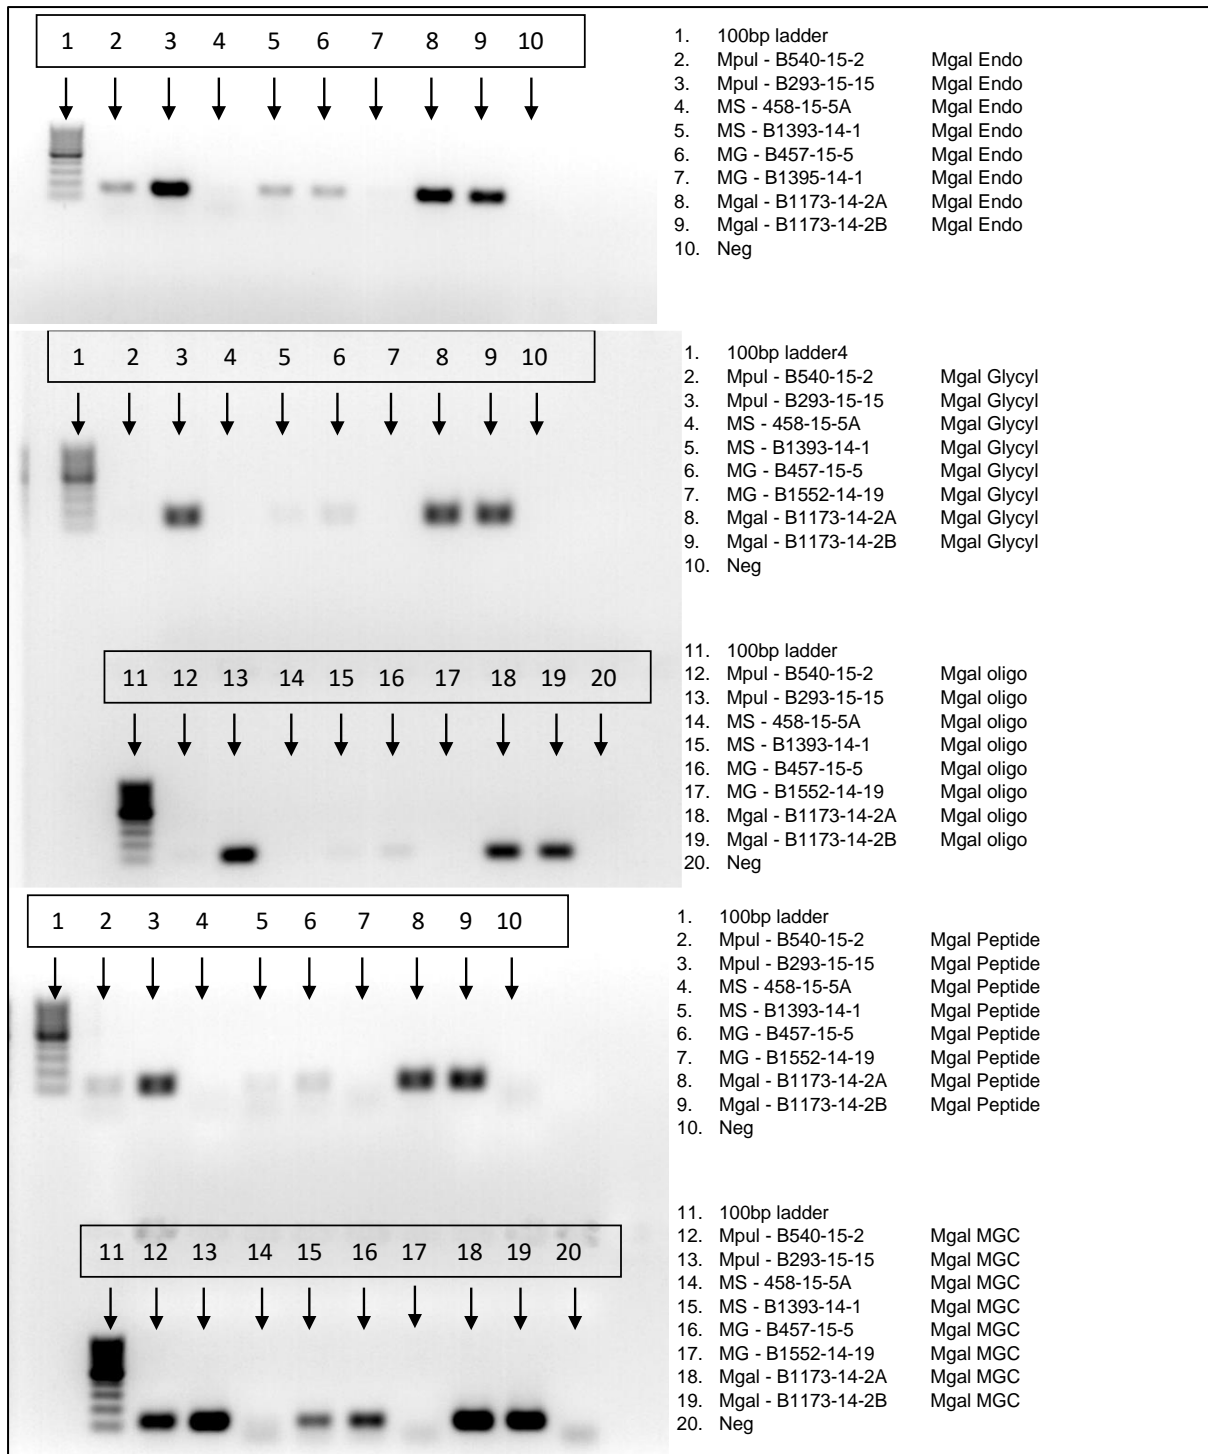 1 2 3 4 5 6 7 8 9 10
1. 100bp ladder
2. Mpul - B540-15-2 Mgal Endo
3. Mpul - B293-15-15 Mgal Endo
4. MS - 458-15-5A Mgal Endo
5. MS - B1393-14-1 Mgal Endo
6. MG - B457-15-5 Mgal Endo
7. MG - B1395-14-1 Mgal Endo
8. Mgal - B1173-14-2A Mgal Endo
9. Mgal - B1173-14-2B Mgal Endo
10. Neg
1 2 3 4 5 6 7 8 9 10
1. 100bp ladder4
2. Mpul - B540-15-2 Mgal Glycyl
3. Mpul - B293-15-15 Mgal Glycyl
4. MS - 458-15-5A Mgal Glycyl
5. MS - B1393-14-1 Mgal Glycyl
6. MG - B457-15-5 Mgal Glycyl
7. MG - B1552-14-19 Mgal Glycyl
8. Mgal - B1173-14-2A Mgal Glycyl
9. Mgal - B1173-14-2B Mgal Glycyl
10. Neg
11 12 13 14 15 16 17 18 19 20
11. 100bp ladder
12. Mpul - B540-15-2 Mgal oligo
13. Mpul - B293-15-15 Mgal oligo
14. MS - 458-15-5A Mgal oligo
15. MS - B1393-14-1 Mgal oligo
16. MG - B457-15-5 Mgal oligo
17. MG - B1552-14-19 Mgal oligo
18. Mgal - B1173-14-2A Mgal oligo
19. Mgal - B1173-14-2B Mgal oligo
20. Neg
1 2 3 4 5 6 7 8 9 10
1. 100bp ladder
2. Mpul - B540-15-2 Mgal Peptide
3. Mpul - B293-15-15 Mgal Peptide
4. MS - 458-15-5A Mgal Peptide
5. MS - B1393-14-1 Mgal Peptide
6. MG - B457-15-5 Mgal Peptide
7. MG - B1552-14-19 Mgal Peptide
8. Mgal - B1173-14-2A Mgal Peptide
9. Mgal - B1173-14-2B Mgal Peptide
10. Neg
11 12 13 14 15 16 17 18 19 20
11. 100bp ladder
12. Mpul - B540-15-2 Mgal MGC
13. Mpul - B293-15-15 Mgal MGC
14. MS - 458-15-5A Mgal MGC
15. MS - B1393-14-1 Mgal MGC
16. MG - B457-15-5 Mgal MGC
17. MG - B1552-14-19 Mgal MGC
18. Mgal - B1173-14-2A Mgal MGC
19. Mgal - B1173-14-2B Mgal MGC
20. Neg